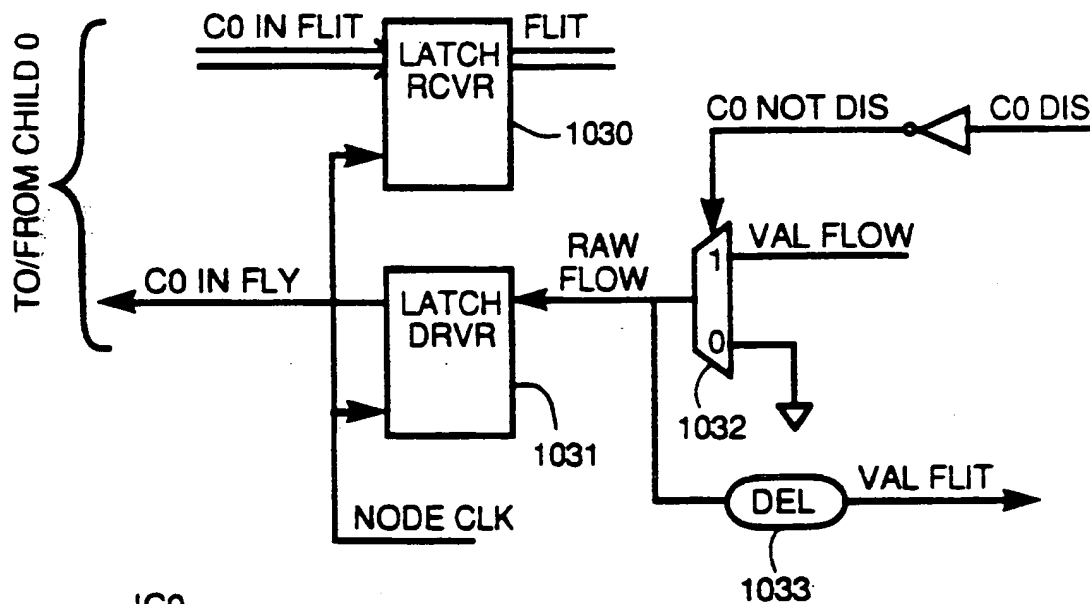 TO/FROM CHILD 0
C0 IN FLIT
LATCH
RCVR
FLIT
1030
C0 NOT DIS
C0 DIS
C0 IN FLY
LATCH
DRVR
1031
RAW
FLOW
1
0
VAL FLOW
1032
NODE CLK
DEL
VAL FLIT
1033